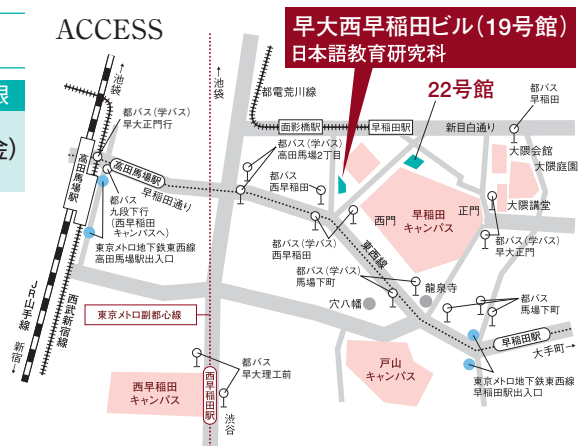 ACCESS
限
金)
早大西早稲田ビル(19号館)
日本語教育研究科
22号館
←池袋
←池袋
都電荒川線
面影橋駅
早稲田駅
新目白通り
都バス
早稲田
都バス(学バス)
早大正門行
高田馬場駅
高田馬場駅
早稲田通り
都バス(学バス)
高田馬場2丁目
都バス
西早稲田
大隈会館
大隈庭園
大隈講堂
都バス
九段下行
(西早稲田
キャンパスへ)
西門
早稲田
キャンパス
正門
都バス(学バス)
西早稲田
東西線
都バス(学バス)
早大正門
東京メトロ地下鉄東西線
高田馬場駅出入口
都バス(学バス)
馬場下町
穴八幡
龍泉寺
都バス
馬場下町
JR山手線
新宿→
西武新宿線
東京メトロ副都心線
早稲田駅
大手町→
都バス
早大理工前
西早稲田
キャンパス
西早稲田駅
渋谷
戸山
キャンパス
東京メトロ地下鉄東西線
早稲田駅出入口